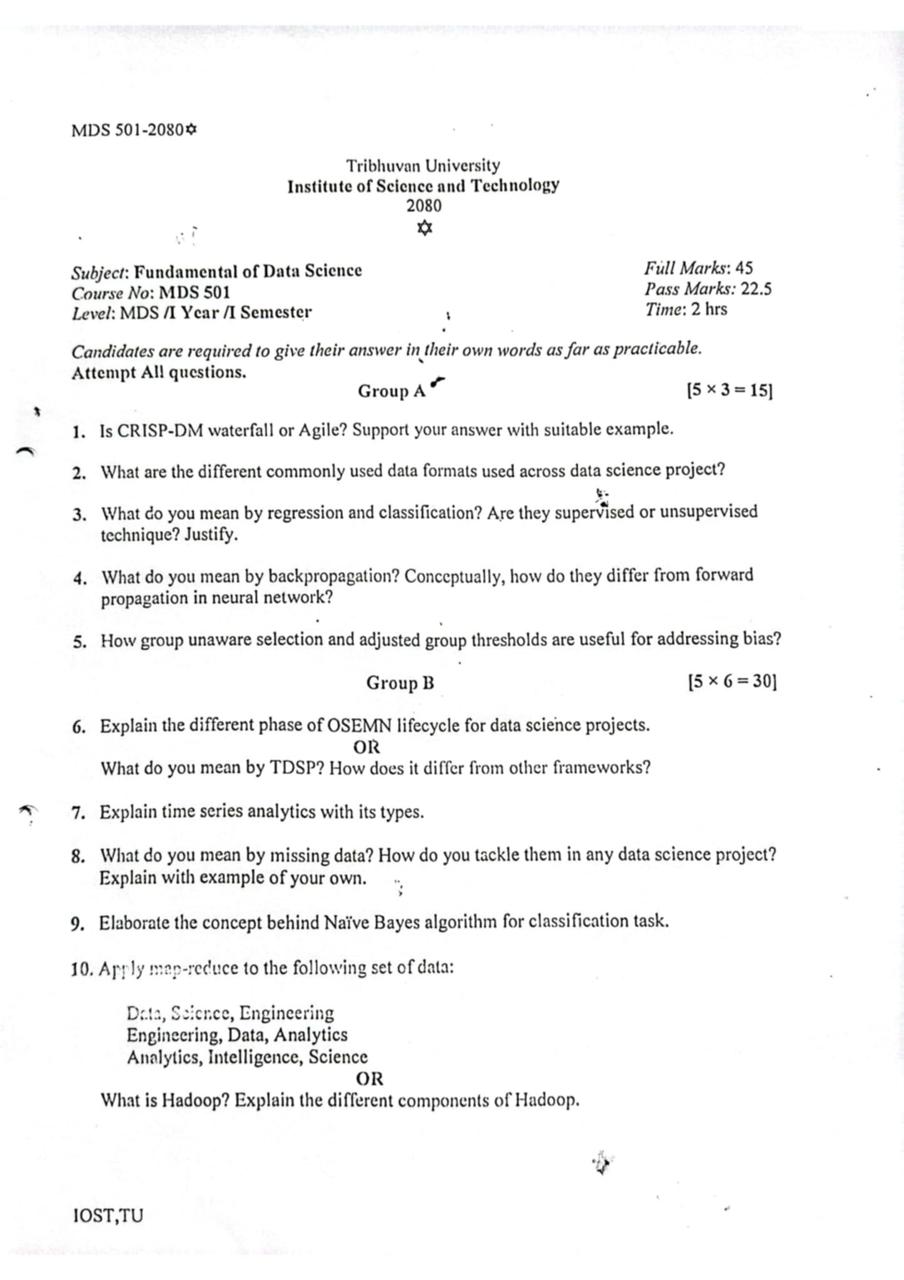 MDS 501-2080✡
Tribhuvan University
Institute of Science and Technology
2080
✡
Subject: Fundamental of Data Science
Full Marks: 45
Course No: MDS 501
Pass Marks: 22.5
Level: MDS /I Year /I Semester
Time: 2 hrs
Candidates are required to give their answer in their own words as far as practicable.
Attempt All questions.
Group A [5 × 3 = 15]
1. Is CRISP-DM waterfall or Agile? Support your answer with suitable example.
2. What are the different commonly used data formats used across data science project?
3. What do you mean by regression and classification? Are they supervised or unsupervised
technique? Justify.
4. What do you mean by backpropagation? Conceptually, how do they differ from forward
propagation in neural network?
5. How group unaware selection and adjusted group thresholds are useful for addressing bias?
Group B [5 × 6 = 30]
6. Explain the different phase of OSEMN lifecycle for data science projects.
OR
What do you mean by TDSP? How does it differ from other frameworks?
7. Explain time series analytics with its types.
8. What do you mean by missing data? How do you tackle them in any data science project?
Explain with example of your own.
9. Elaborate the concept behind Naïve Bayes algorithm for classification task.
10. Apply map-reduce to the following set of data:
Data, Science, Engineering
Engineering, Data, Analytics
Analytics, Intelligence, Science
OR
What is Hadoop? Explain the different components of Hadoop.
IOST,TU